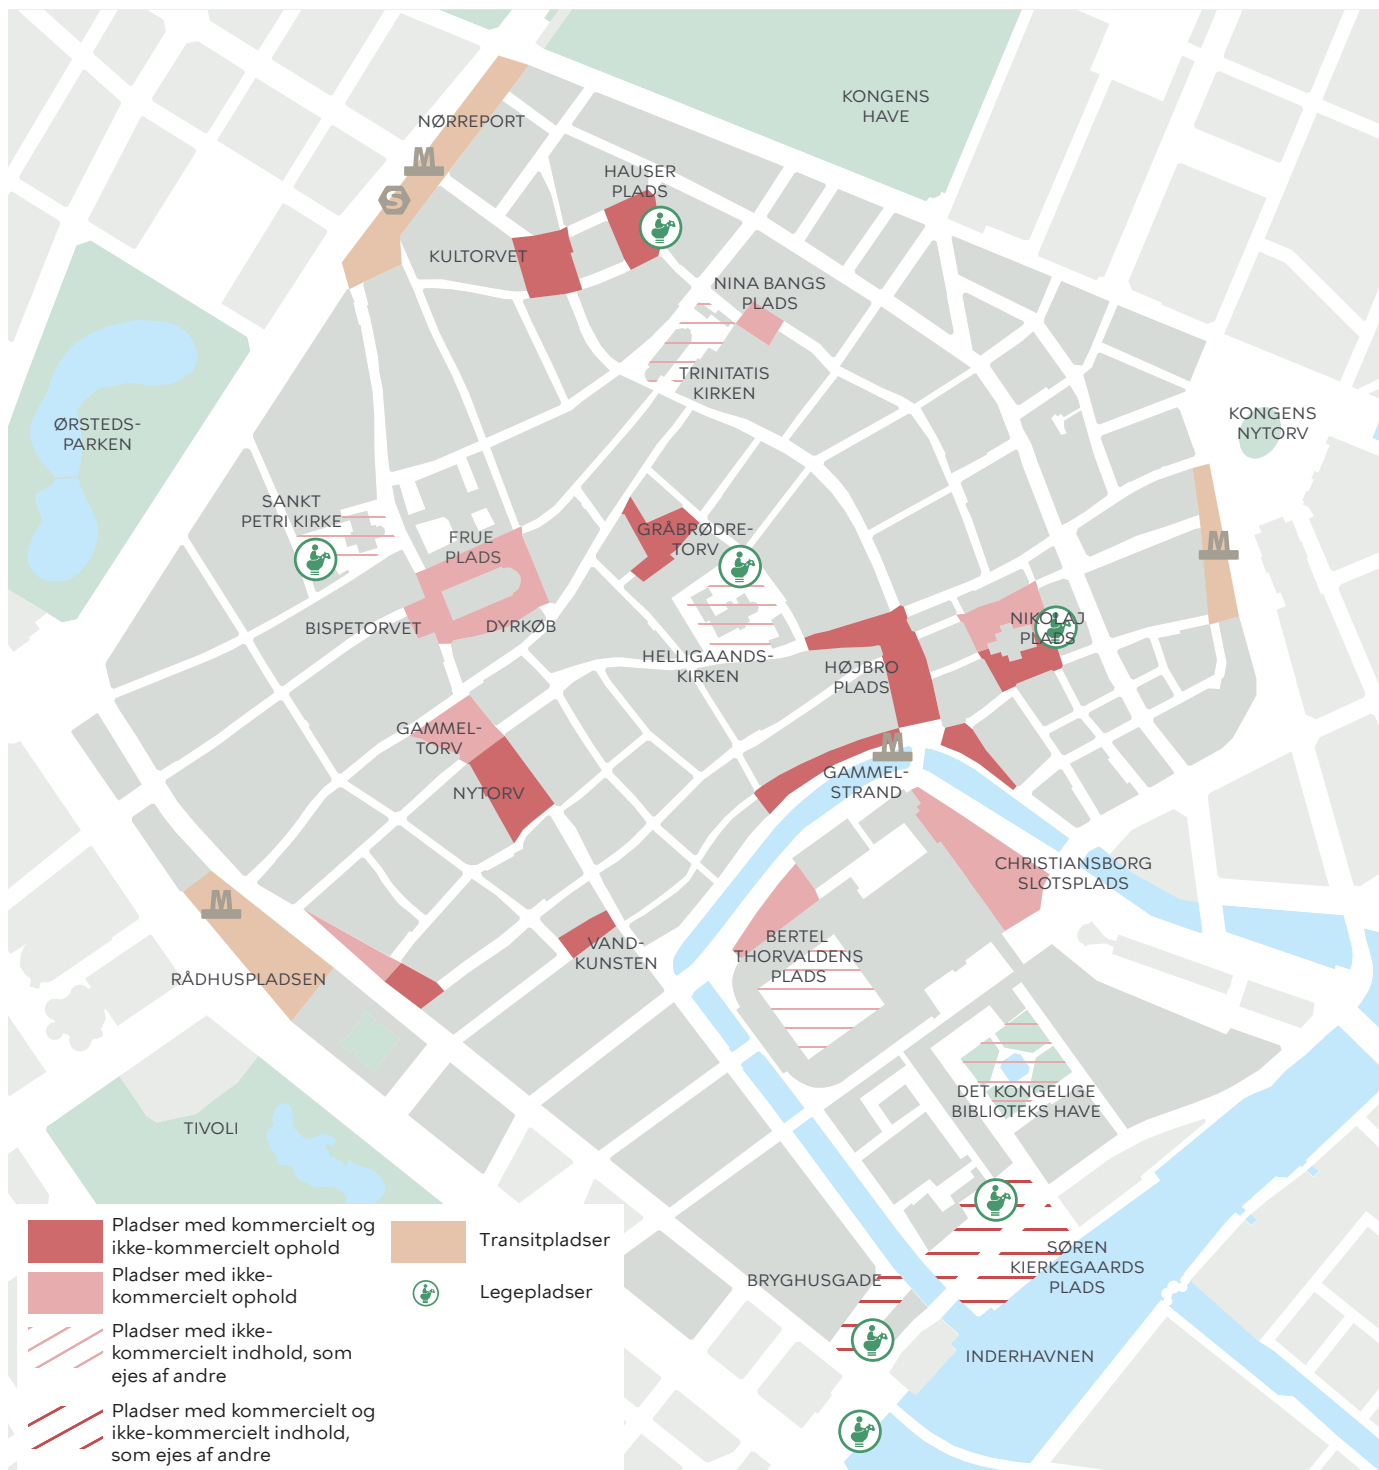 KONGENS
HAVE
NØRREPORT
M
S
HAUSER
PLADS
KULTORVET
NINA BANGS
PLADS
TRINITATIS
KIRKEN
ØRSTEDS-
PARKEN
KONGENS
NYTORV
M
SANKT
PETRI KIRKE
FRUE
PLADS
GRÅBRØDRE-
TORV
BISPETORVET
DYRKØB
NIKOLAJ
PLADS
HELLIGAANDS-
KIRKEN
HØJBRO
PLADS
GAMMEL-
TORV
M
GAMMEL-
STRAND
NYTORV
CHRISTIANSBORG
SLOTSPLADS
M
RÅDHUSPLADSEN
VAND-
KUNSTEN
BERTEL
THORVALDENS
PLADS
DET KONGELIGE
BIBLIOTEKS HAVE
TIVOLI
SØREN
KIERKEGAARDS
PLADS
BRYGHUSGADE
INDERHAVNEN
Pladser med kommercielt og
ikke-kommercielt ophold
Pladser med ikke-
kommercielt ophold
Pladser med ikke-
kommercielt indhold, som
ejes af andre
Pladser med kommercielt og
ikke-kommercielt indhold,
som ejes af andre
Transitpladser
Legepladser